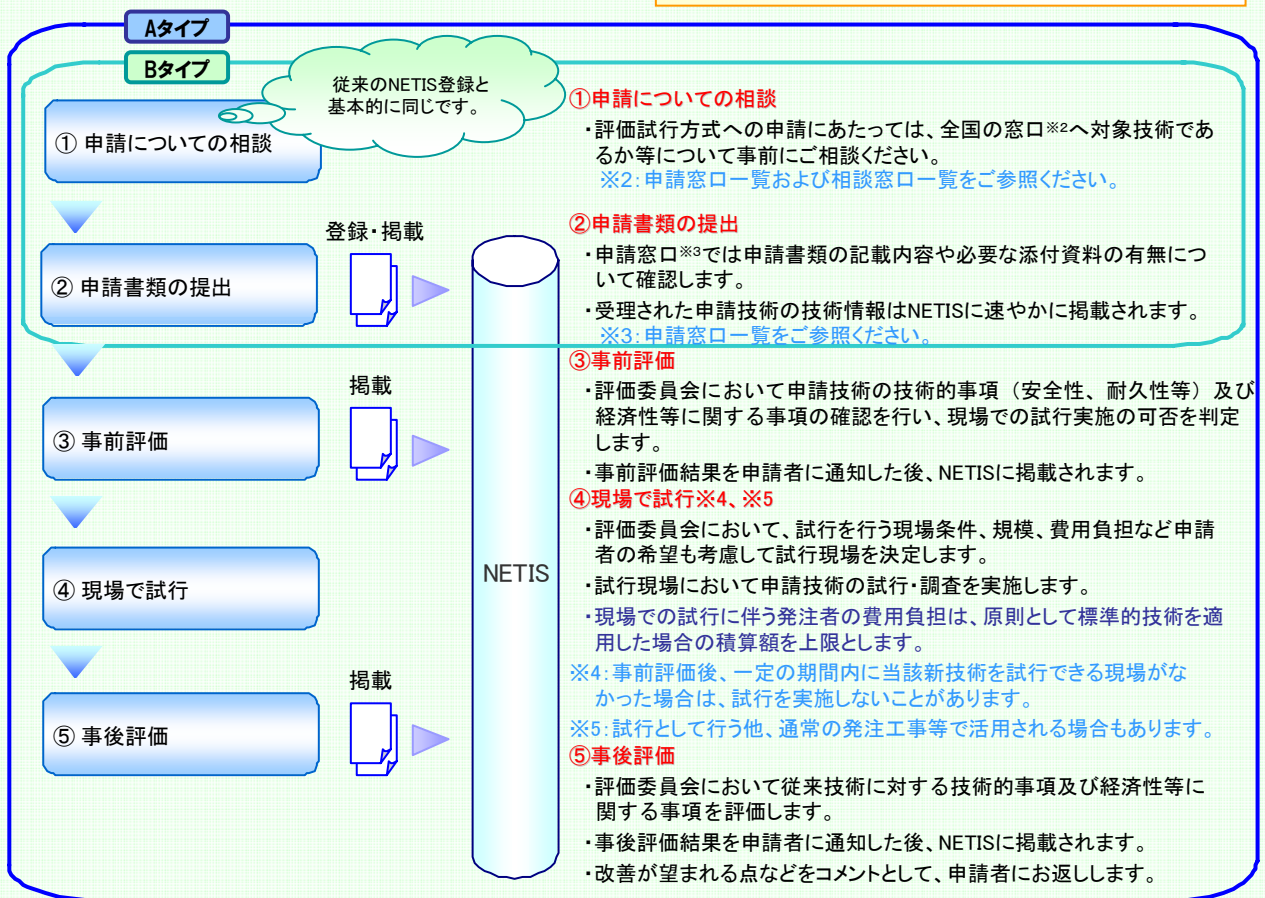 Aタイプ
Bタイプ
従来のNETIS登録と
基本的に同じです。
① 申請についての相談
② 申請書類の提出
登録・掲載
③ 事前評価
掲載
④ 現場で試行
⑤ 事後評価
掲載
NETIS
①申請についての相談
・評価試行方式への申請にあたっては、全国の窓口※2へ対象技術であ
るか等について事前にご相談ください。
※2：申請窓口一覧および相談窓口一覧をご参照ください。
②申請書類の提出
・申請窓口※3では申請書類の記載内容や必要な添付資料の有無につ
いて確認します。
・受理された申請技術の技術情報はNETISに速やかに掲載されます。
※3：申請窓口一覧をご参照ください。
③事前評価
・評価委員会において申請技術の技術的事項（安全性、耐久性等）及び
経済性等に関する事項の確認を行い、現場での試行実施の可否を判定
します。
・事前評価結果を申請者に通知した後、NETISに掲載されます。
④現場で試行※4、※5
・評価委員会において、試行を行う現場条件、規模、費用負担など申請
者の希望も考慮して試行現場を決定します。
・試行現場において申請技術の試行・調査を実施します。
・現場での試行に伴う発注者の費用負担は、原則として標準的技術を適
用した場合の積算額を上限とします。
※4：事前評価後、一定の期間内に当該新技術を試行できる現場がな
かった場合は、試行を実施しないことがあります。
※5：試行として行う他、通常の発注工事等で活用される場合もあります。
⑤事後評価
・評価委員会において従来技術に対する技術的事項及び経済性等に
関する事項を評価します。
・事後評価結果を申請者に通知した後、NETISに掲載されます。
・改善が望まれる点などをコメントとして、申請者にお返しします。